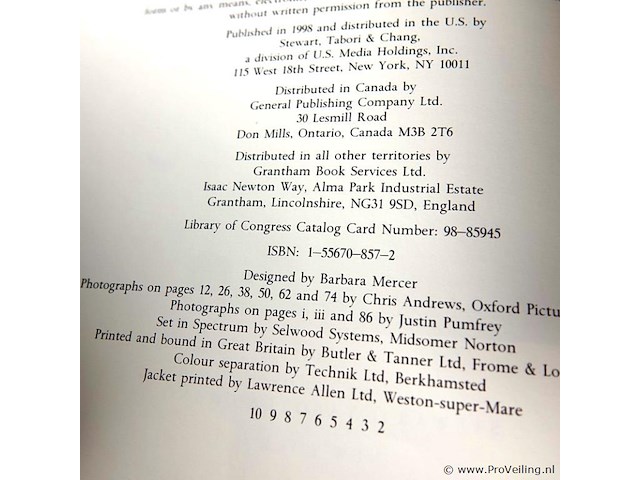 form or by any means, electronic
without written permission from the publisher.
Published in 1998 and distributed in the U.S. by
Stewart, Tabori & Chang,
a division of U.S. Media Holdings, Inc.
115 West 18th Street, New York, NY 10011
Distributed in Canada by
General Publishing Company Ltd.
30 Lesmill Road
Don Mills, Ontario, Canada M3B 2T6
Distributed in all other territories by
Grantham Book Services Ltd.
Isaac Newton Way, Alma Park Industrial Estate
Grantham, Lincolnshire, NG31 9SD, England
Library of Congress Catalog Card Number: 98-85945
ISBN: 1-55670-857-2
Designed by Barbara Mercer
Photographs on pages 12, 26, 38, 50, 62 and 74 by Chris Andrews, Oxford Pictu
Photographs on pages i, iii and 86 by Justin Pumfrey
Set in Spectrum by Selwood Systems, Midsomer Norton
Printed and bound in Great Britain by Butler & Tanner Ltd, Frome & Lo
Colour separation by Technik Ltd, Berkhamsted
Jacket printed by Lawrence Allen Ltd, Weston-super-Mare
10 9 8 7 6 5 4 3 2
© www.ProVeiling.nl